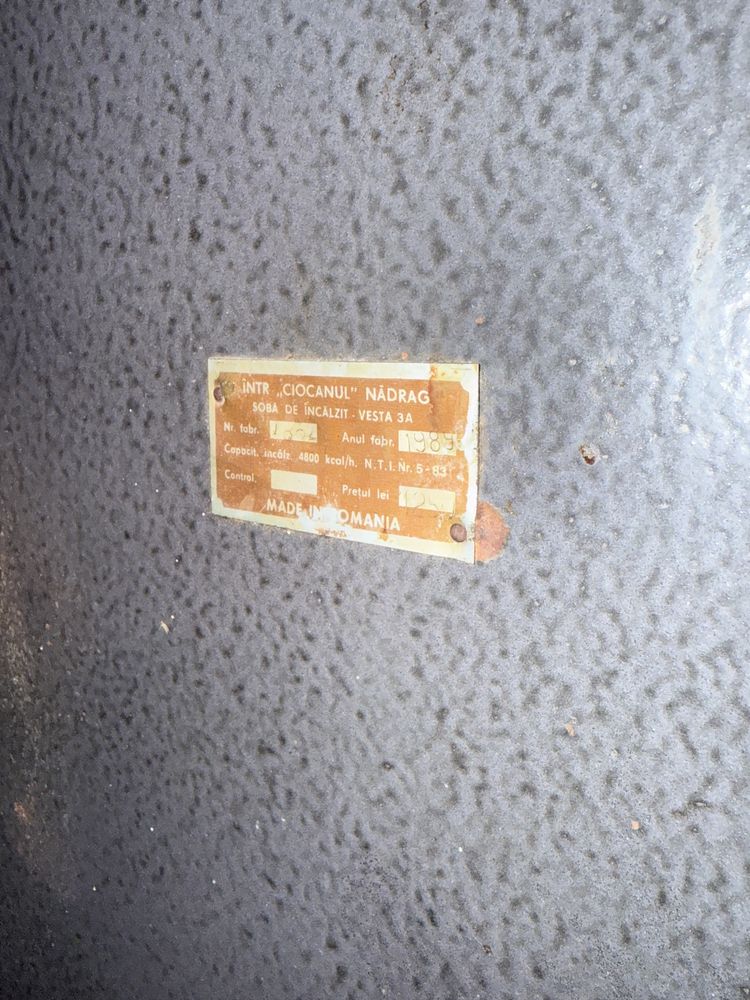 ÎNTR „CIOCANUL" NĂDRAG
SOBĂ DE ÎNCĂLZIT - VESTA 3A
Nr. fabr. Anul fabr. 1989
Capacit. încălz. 4800 kcal/h. N.T.I. Nr. 5-83
Control. Prețul lei
MADE IN ROMANIA